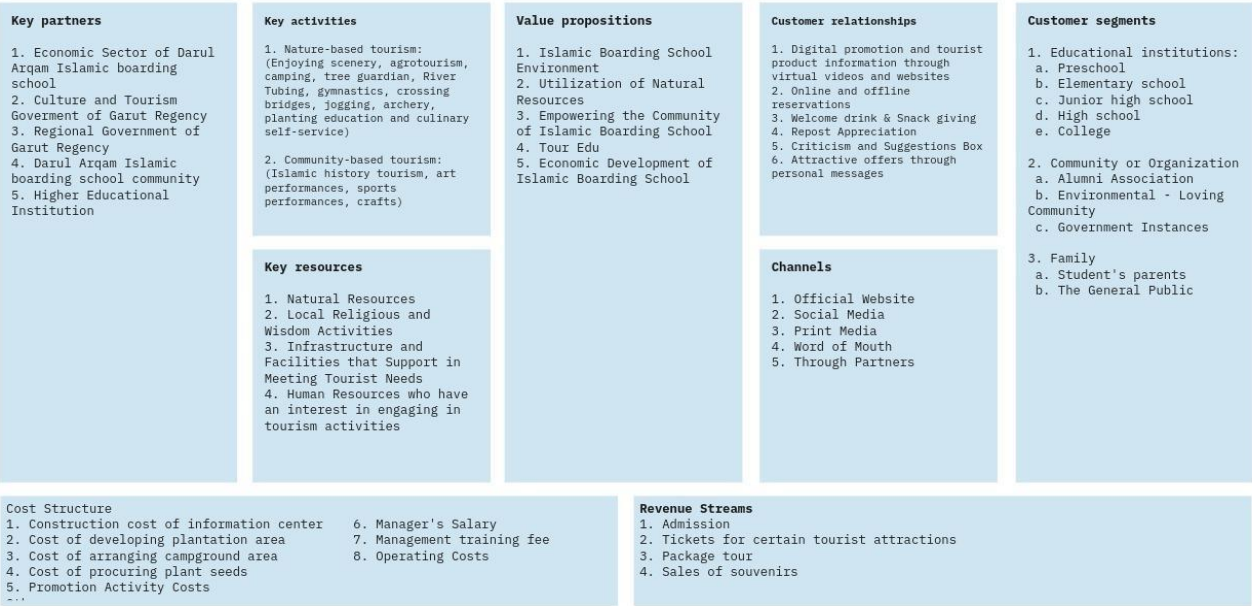 Key partners
1. Economic Sector of Darul
Arqam Islamic boarding
school
2. Culture and Tourism
Goverment of Garut Regency
3. Regional Government of
Garut Regency
4. Darul Arqam Islamic
boarding school community
5. Higher Educational
Institution
Key activities
1. Nature-based tourism:
(Enjoying scenery, agrotourism,
camping, tree guardian, River
Tubing, gymnastics, crossing
bridges, jogging, archery,
planting education and culinary
self-service)
2. Community-based tourism:
(Islamic history tourism, art
performances, sports
performances, crafts)
Key resources
1. Natural Resources
2. Local Religious and
Wisdom Activities
3. Infrastructure and
Facilities that Support in
Meeting Tourist Needs
4. Human Resources who have
an interest in engaging in
tourism activities
Value propositions
1. Islamic Boarding School
Environment
2. Utilization of Natural
Resources
3. Empowering the Community
of Islamic Boarding School
4. Tour Edu
5. Economic Development of
Islamic Boarding School
Customer relationships
1. Digital promotion and tourist
product information through
virtual videos and websites
2. Online and offline
reservations
3. Welcome drink & Snack giving
4. Repost Appreciation
5. Criticism and Suggestions Box
6. Attractive offers through
personal messages
Channels
1. Official Website
2. Social Media
3. Print Media
4. Word of Mouth
5. Through Partners
Customer segments
1. Educational institutions:
a. Preschool
b. Elementary school
c. Junior high school
d. High school
e. College
2. Community or Organization
a. Alumni Association
b. Environmental - Loving
Community
c. Government Instances
3. Family
a. Student's parents
b. The General Public
Cost Structure
1. Construction cost of information center
2. Cost of developing plantation area
3. Cost of arranging campground area
4. Cost of procuring plant seeds
5. Promotion Activity Costs
6. Manager's Salary
7. Management training fee
8. Operating Costs
Revenue Streams
1. Admission
2. Tickets for certain tourist attractions
3. Package tour
4. Sales of souvenirs